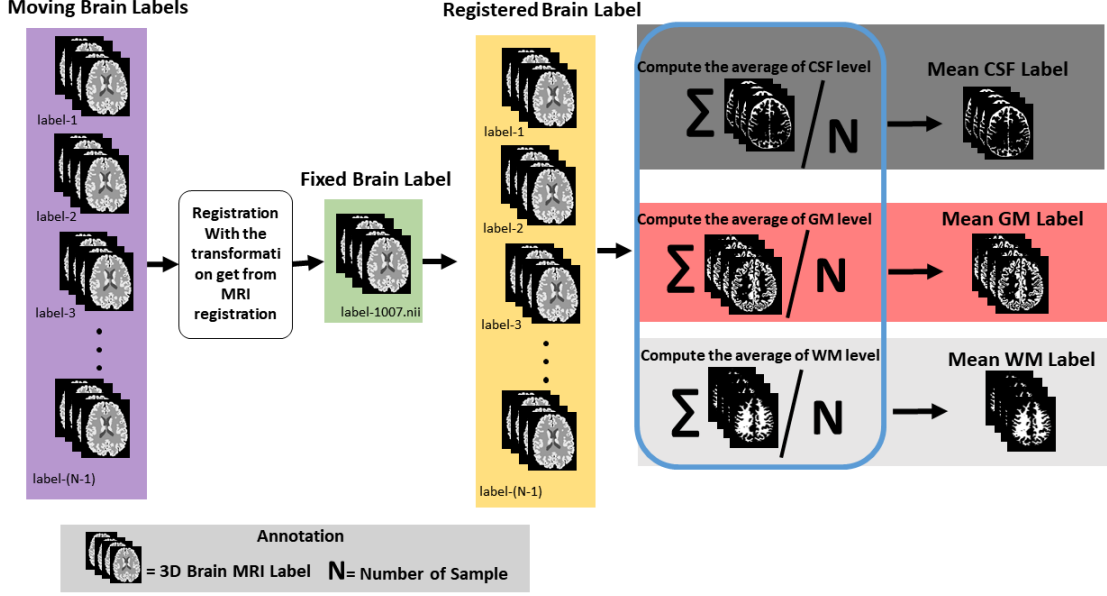 Moving Brain Labels
label-1
label-2
label-3
label-(N-1)
Registration
With the
transformati
on get from
MRI
registration
Fixed Brain Label
label-1007.nii
Registered Brain Label
label-1
label-2
label-3
label-(N-1)
Compute the average of CSF level
∑ / N
Mean CSF Label
Compute the average of GM level
∑ / N
Mean GM Label
Compute the average of WM level
∑ / N
Mean WM Label
Annotation
= 3D Brain MRI Label N= Number of Sample